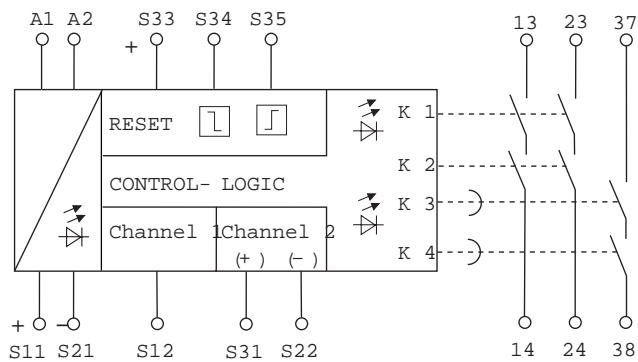 A1 A2 S33 S34 S35 13 23 37
+
RESET K 1
K 2
CONTROL- LOGIC
K 3
Channel 1 Channel 2
(+) (-) K 4
+ -
S11 S21 S12 S31 S22 14 24 38